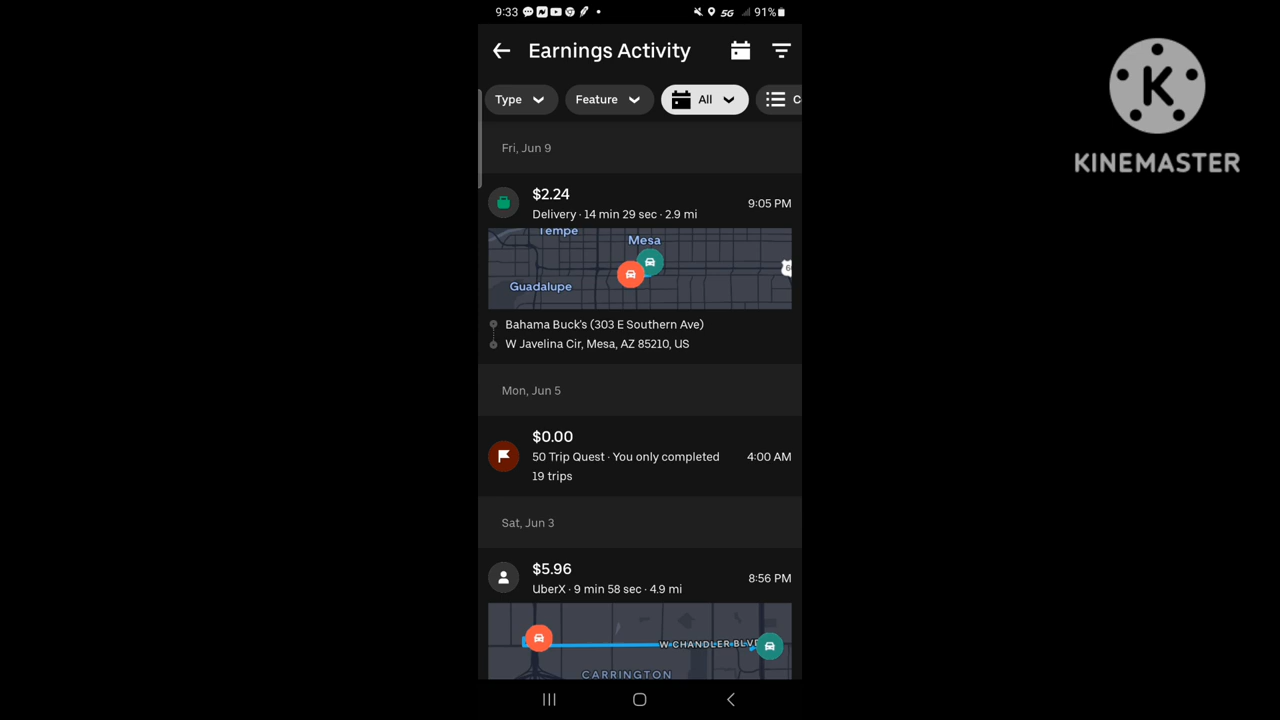 9:33
5G 91%
Earnings Activity
Type
Feature
All
C
Fri, Jun 9
$2.24
Delivery · 14 min 29 sec · 2.9 mi
9:05 PM
Tempe
Mesa
Guadalupe
6
Bahama Buck's (303 E Southern Ave)
W Javelina Cir, Mesa, AZ 85210, US
Mon, Jun 5
$0.00
50 Trip Quest · You only completed
19 trips
4:00 AM
Sat, Jun 3
$5.96
UberX · 9 min 58 sec · 4.9 mi
8:56 PM
W CHANDLER BLVD
CARRINGTON
K
KINEMASTER